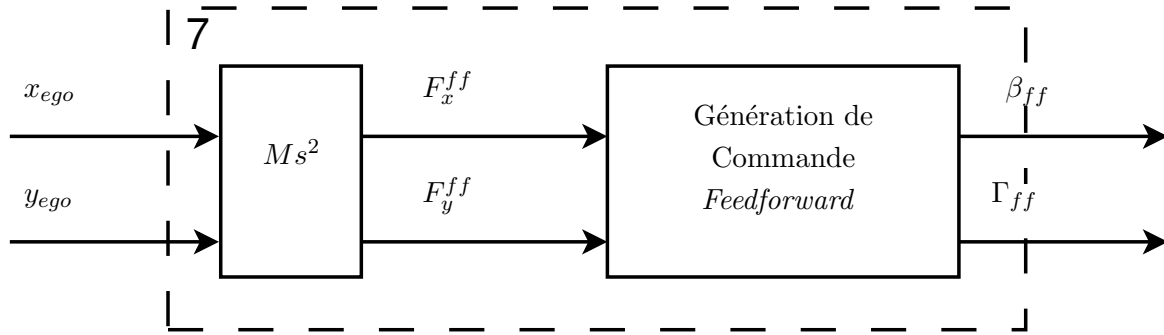 7
x_{ego}
F_x^{ff}
β_{ff}
Génération de
Commande
Feedforward
Ms^2
y_{ego}
F_y^{ff}
Γ_{ff}